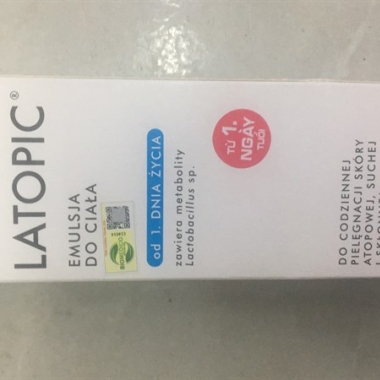 LATOPIC®
EMULSJA
DO CIAŁA
od 1. DNIA ŻYCIA
zawiera metabolity
Lactobacillus sp.
TỪ
1.
NGÀY
TUỔI
DO CODZIENNEJ
PIELĘGNACJI SKÓRY
ATOPOWEJ, SUCHEJ